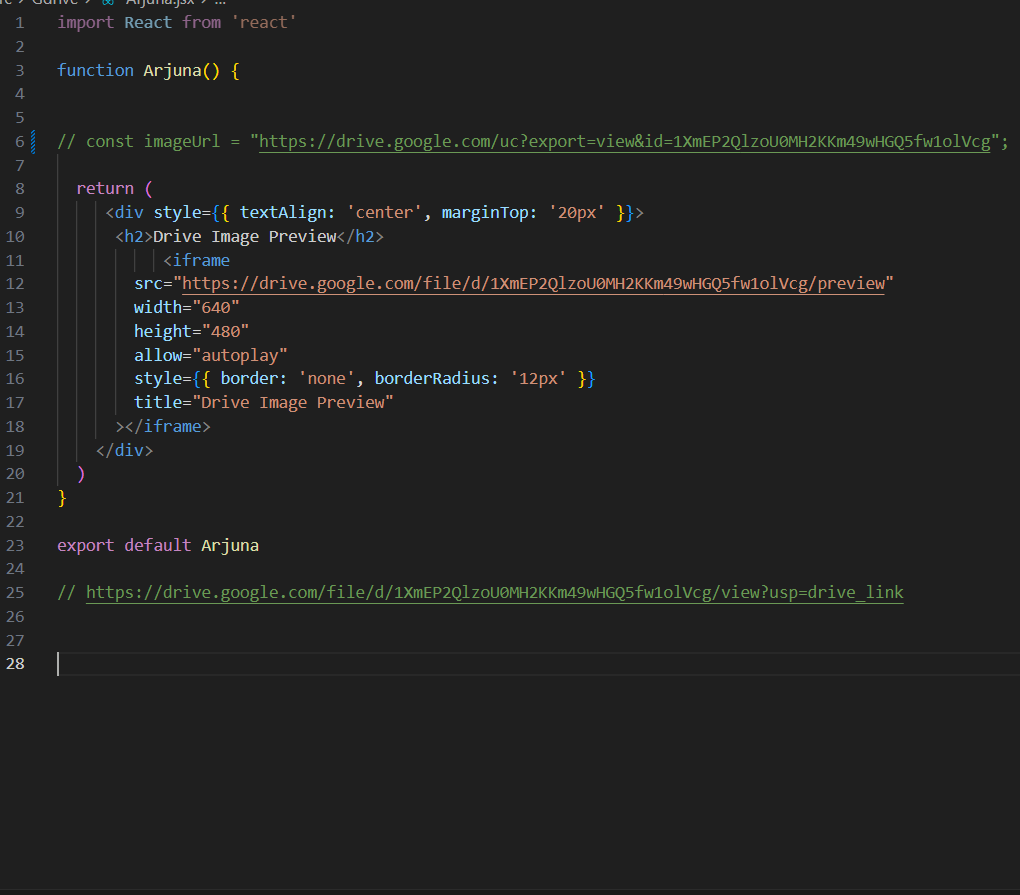 Gdrive > Arjuna.jsx > ...
1 import React from 'react'
2
3 function Arjuna() {
4
5
6 // const imageUrl = "https://drive.google.com/uc?export=view&id=1XmEP2QlzoU0MH2KKm49wHGQ5fw1olVcg";
7
8 return (
9 <div style={{ textAlign: 'center', marginTop: '20px' }}>
10 <h2>Drive Image Preview</h2>
11 <iframe
12 src="https://drive.google.com/file/d/1XmEP2QlzoU0MH2KKm49wHGQ5fw1olVcg/preview"
13 width="640"
14 height="480"
15 allow="autoplay"
16 style={{ border: 'none', borderRadius: '12px' }}
17 title="Drive Image Preview"
18 ></iframe>
19 </div>
20 )
21 }
22
23 export default Arjuna
24
25 // https://drive.google.com/file/d/1XmEP2QlzoU0MH2KKm49wHGQ5fw1olVcg/view?usp=drive_link
26
27
28